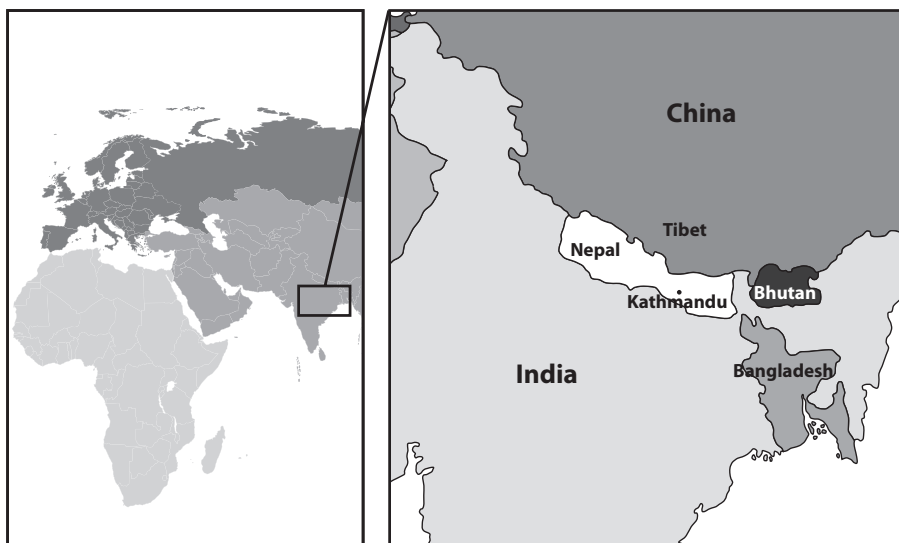 China
Tibet
Nepal
Kathmandu
Bhutan
Bangladesh
India